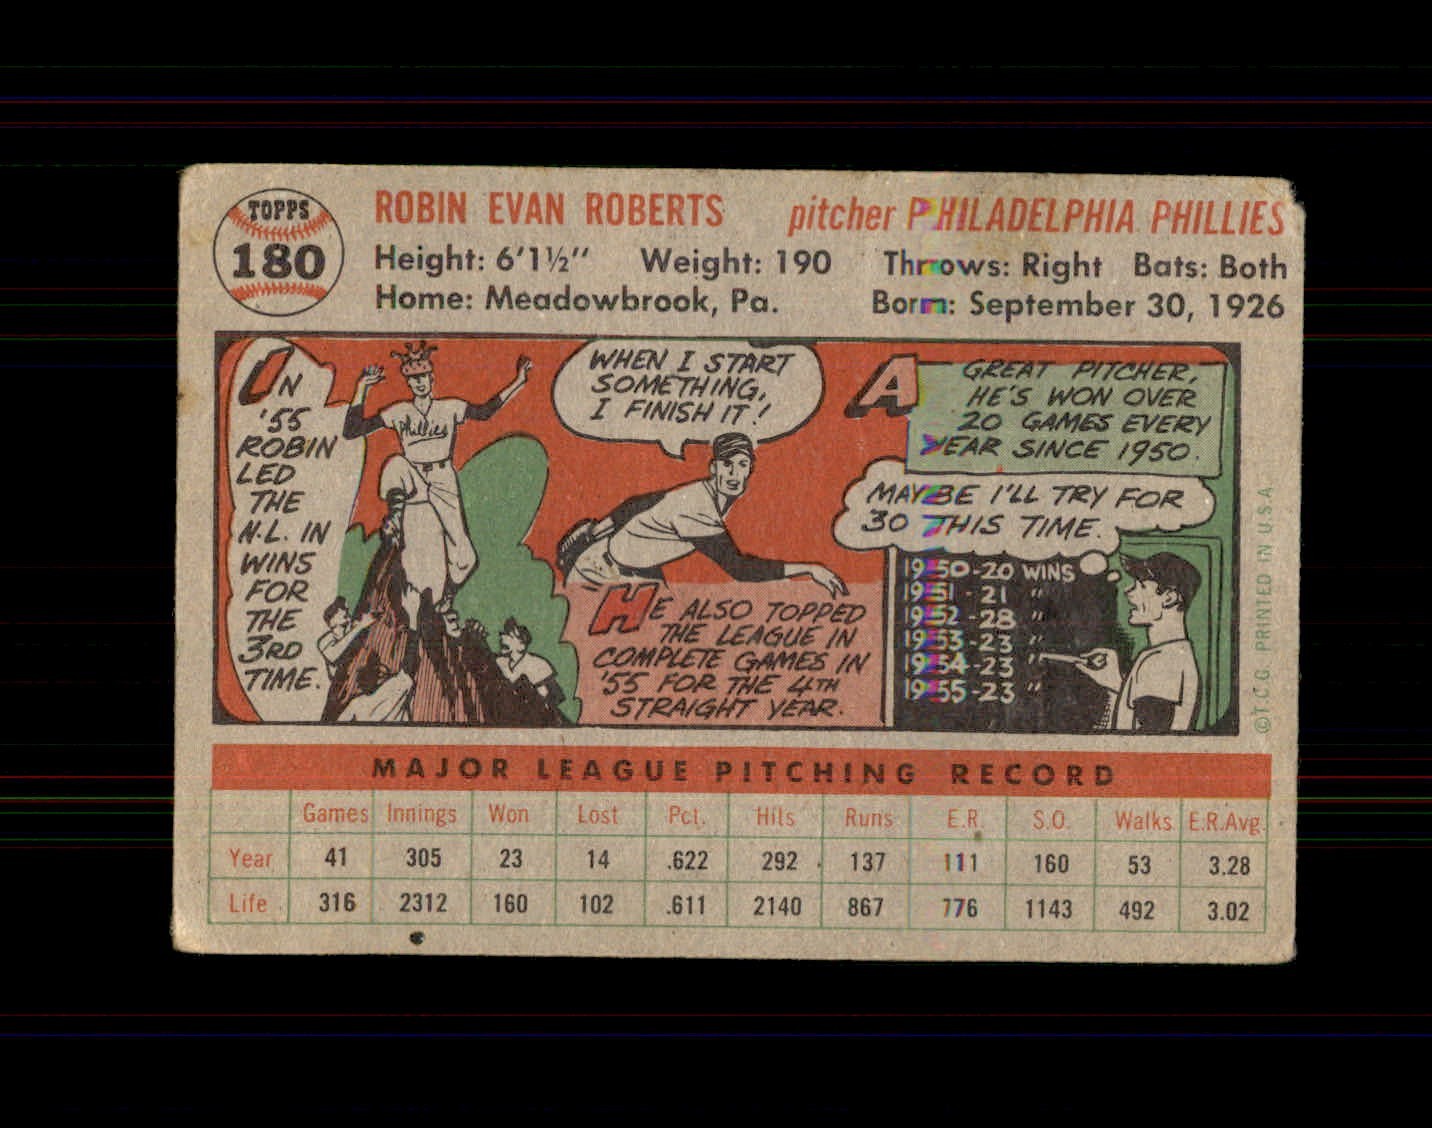 TOPPS
180
ROBIN EVAN ROBERTS pitcher PHILADELPHIA PHILLIES
Height: 6'1½" Weight: 190 Throws: Right Bats: Both
Home: Meadowbrook, Pa. Born: September 30, 1926
IN
'55
ROBIN
LED
THE
N.L. IN
WINS
FOR
THE
3RD
TIME.
Phillies
WHEN I START
SOMETHING,
I FINISH IT!
HE ALSO TOPPED
THE LEAGUE IN
COMPLETE GAMES IN
'55 FOR THE 4TH
STRAIGHT YEAR.
A GREAT PITCHER,
HE'S WON OVER
20 GAMES EVERY
YEAR SINCE 1950.
MAYBE I'LL TRY FOR
30 THIS TIME.
1950-20 WINS
1951-21 "
1952-28 "
1953-23 "
1954-23 "
1955-23 "
©T.C.G. PRINTED IN U.S.A.
MAJOR LEAGUE PITCHING RECORD
Games Innings Won Lost Pct. Hits Runs E.R. S.O. Walks E.R.Avg.
Year 41 305 23 14 .622 292 137 111 160 53 3.28
Life 316 2312 160 102 .611 2140 867 776 1143 492 3.02